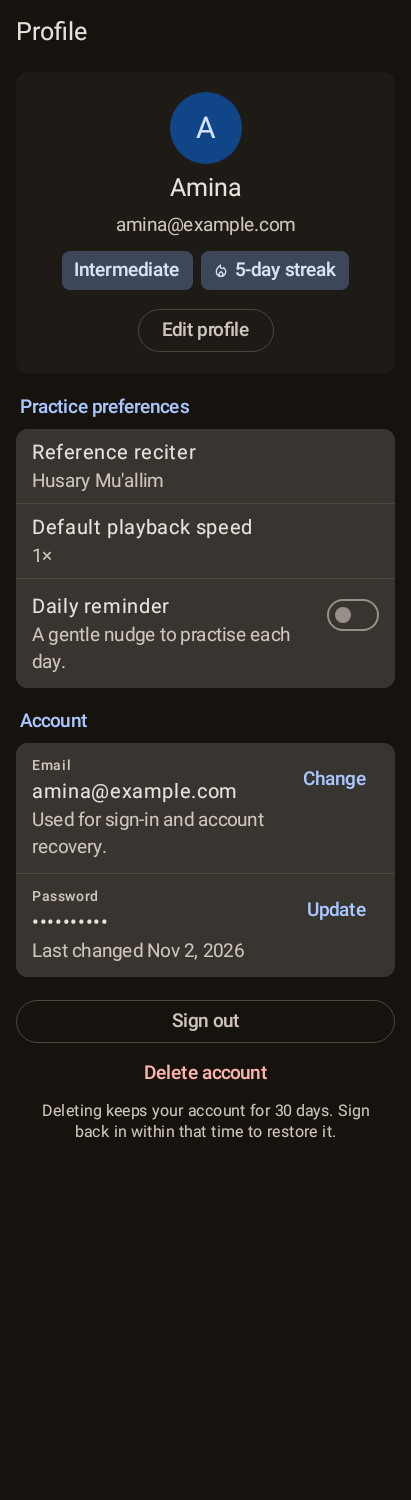 Profile
A
Amina
amina@example.com
Intermediate
5-day streak
Edit profile
Practice preferences
Reference reciter
Husary Mu'allim
Default playback speed
1×
Daily reminder
A gentle nudge to practise each
day.
Account
Email
amina@example.com
Change
Used for sign-in and account
recovery.
Password
••••••••••
Update
Last changed Nov 2, 2026
Sign out
Delete account
Deleting keeps your account for 30 days. Sign
back in within that time to restore it.